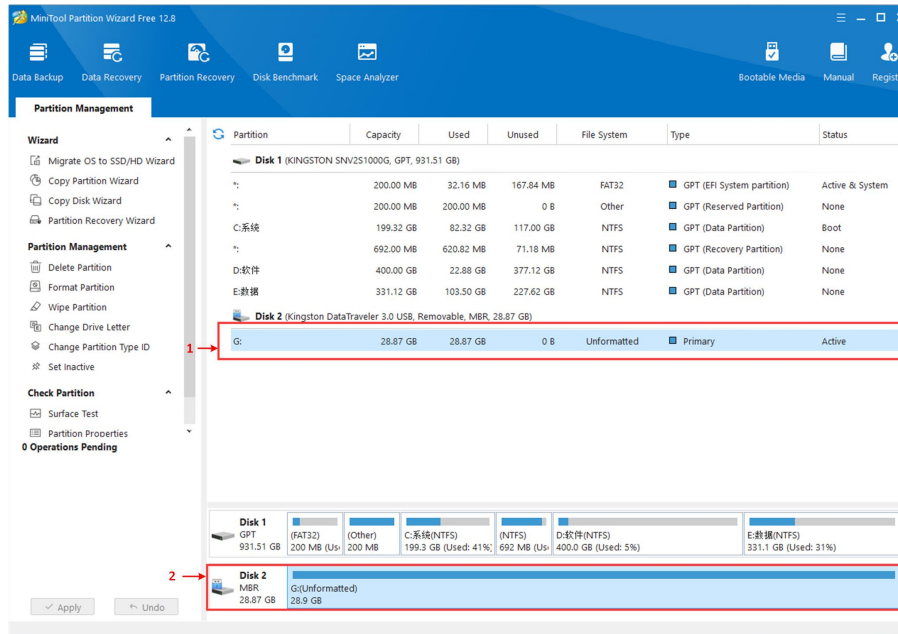 MiniTool Partition Wizard Free 12.8
Data Backup Data Recovery Partition Recovery Disk Benchmark Space Analyzer Bootable Media Manual Regist
Partition Management
Wizard
Migrate OS to SSD/HD Wizard
Copy Partition Wizard
Copy Disk Wizard
Partition Recovery Wizard
Partition Management
Delete Partition
Format Partition
Wipe Partition
Change Drive Letter
Change Partition Type ID
Set Inactive
Check Partition
Surface Test
Partition Properties
0 Operations Pending
Apply Undo
Partition Capacity Used Unused File System Type Status
Disk 1 (KINGSTON SNV2S1000G, GPT, 931.51 GB)
*: 200.00 MB 32.16 MB 167.84 MB FAT32 GPT (EFI System partition) Active & System
*: 200.00 MB 200.00 MB 0 B Other GPT (Reserved Partition) None
C:系统 199.32 GB 82.32 GB 117.00 GB NTFS GPT (Data Partition) Boot
*: 692.00 MB 620.82 MB 71.18 MB NTFS GPT (Recovery Partition) None
D:软件 400.00 GB 22.88 GB 377.12 GB NTFS GPT (Data Partition) None
E:数据 331.12 GB 103.50 GB 227.62 GB NTFS GPT (Data Partition) None
Disk 2 (Kingston DataTraveler 3.0 USB, Removable, MBR, 28.87 GB)
1 G: 28.87 GB 28.87 GB 0 B Unformatted Primary Active
Disk 1
GPT (FAT32) (Other) C:系统(NTFS) (NTFS) D:软件(NTFS) E:数据(NTFS)
931.51 GB 200 MB (Us 200 MB 199.3 GB (Used: 41%) 692 MB (Us 400.0 GB (Used: 5%) 331.1 GB (Used: 31%)
2 Disk 2
MBR G:(Unformatted)
28.87 GB 28.9 GB